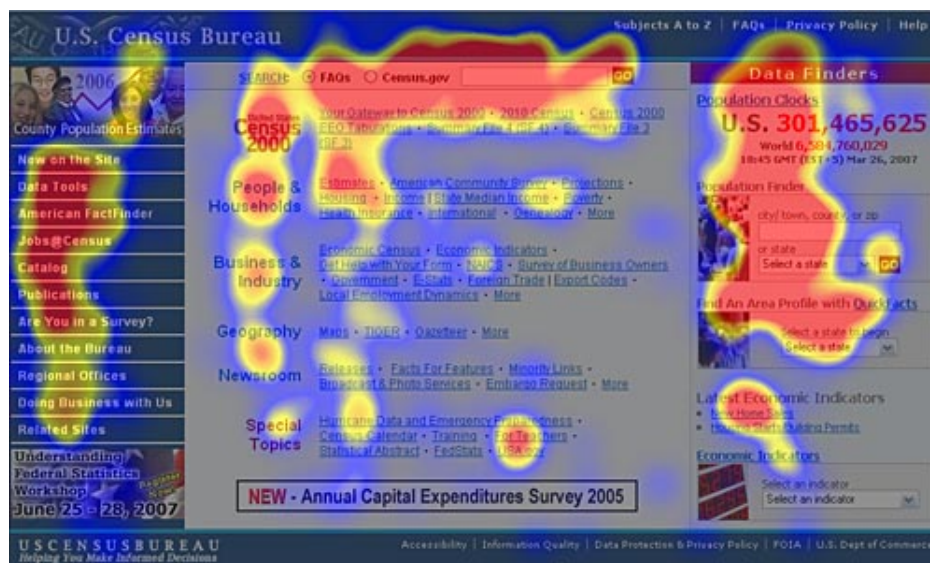 U.S. Census Bureau
Subjects A to Z | FAQs | Privacy Policy | Help
2006
County Population Estimates
New on the Site
Data Tools
American FactFinder
Jobs@Census
Catalog
Publications
Are You in a Survey?
About the Bureau
Regional Offices
Doing Business with Us
Related Sites
Understanding
Federal Statistics
Workshop
Register Now
June 25 - 28, 2007
SEARCH: FAQs Census.gov GO
United States
Census
2000
Your Gateway to Census 2000 • 2010 Census • Census 2000
EEO Tabulations • Summary File 4 (SF 4) • Summary File 3
(SF 3)
People &
Households
Estimates • American Community Survey • Projections •
Housing • Income | State Median Income • Poverty •
Health Insurance • International • Genealogy • More
Business &
Industry
Economic Census • Economic Indicators •
Get Help with Your Form • NAICS • Survey of Business Owners
• Government • E-Stats • Foreign Trade | Export Codes •
Local Employment Dynamics • More
Geography
Maps • TIGER • Gazetteer • More
Newsroom
Releases • Facts For Features • Minority Links •
Broadcast & Photo Services • Embargo Request • More
Special
Topics
Hurricane Data and Emergency Preparedness •
Census Calendar • Training • For Teachers •
Statistical Abstract • FedStats • USA.gov
NEW - Annual Capital Expenditures Survey 2005
Data Finders
Population Clocks
U.S. 301,465,625
World 6,584,760,029
18:45 GMT (EST+5) Mar 26, 2007
Population Finder
city/ town, county, or zip
or state
Select a state GO
Find An Area Profile with QuickFacts
Select a state to begin
Select a state
Latest Economic Indicators
• New Home Sales
• Housing Starts/Building Permits
Economic Indicators
Select an indicator
Select an indicator
USCENSUSBUREAU
Helping You Make Informed Decisions
Accessibility | Information Quality | Data Protection & Privacy Policy | FOIA | U.S. Dept of Commerce